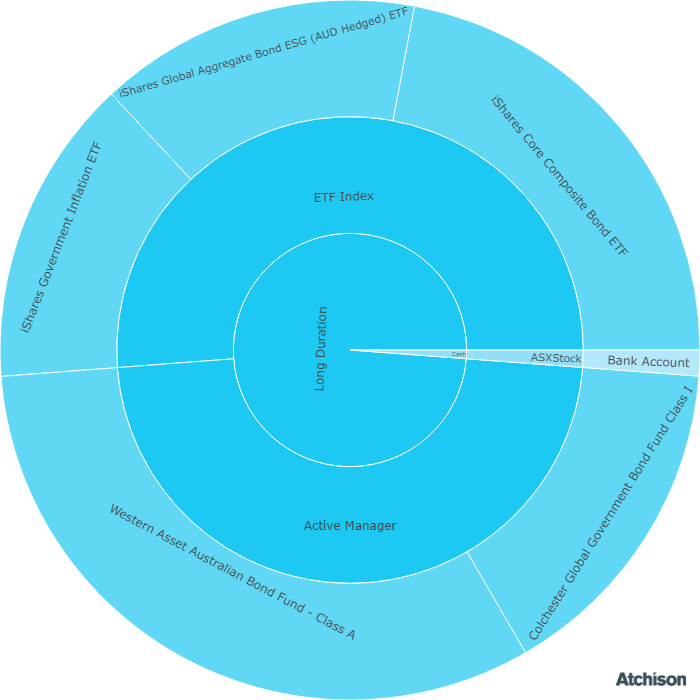 iShares Global Aggregate Bond ESG (AUD Hedged) ETF
iShares Core Composite Bond ETF
iShares Government Inflation ETF
ETF Index
Long Duration
Cash
ASXStock
Bank Account
Active Manager
Western Asset Australian Bond Fund - Class A
Colchester Global Government Bond Fund Class I
Atchison